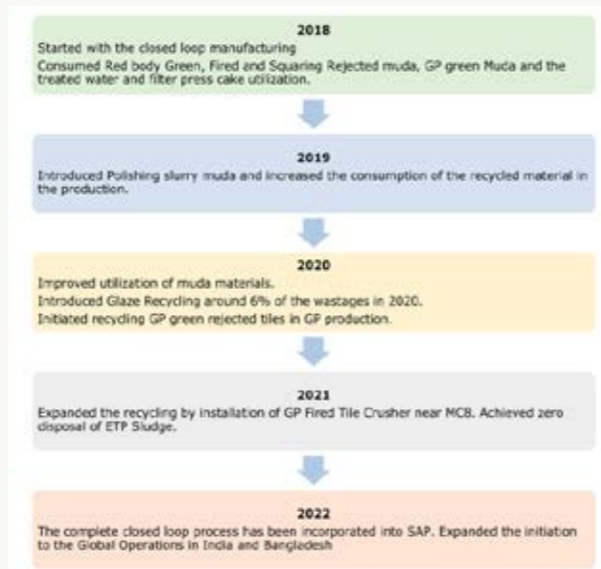 2018
Started with the closed loop manufacturing
Consumed Red body Green, Fired and Squaring Rejected muda, GP green Muda and the
treated water and filter press cake utilization.
2019
Introduced Polishing slurry muda and increased the consumption of the recycled material in
the production.
2020
Improved utilization of muda materials.
Introduced Glaze Recycling around 6% of the wastages in 2020.
Initiated recycling GP green rejected tiles in GP production.
2021
Expanded the recycling by installation of GP Fired Tile Crusher near MC8. Achieved zero
disposal of ETP Sludge.
2022
The complete closed loop process has been incorporated into SAP. Expanded the initiation
to the Global Operations in India and Bangladesh